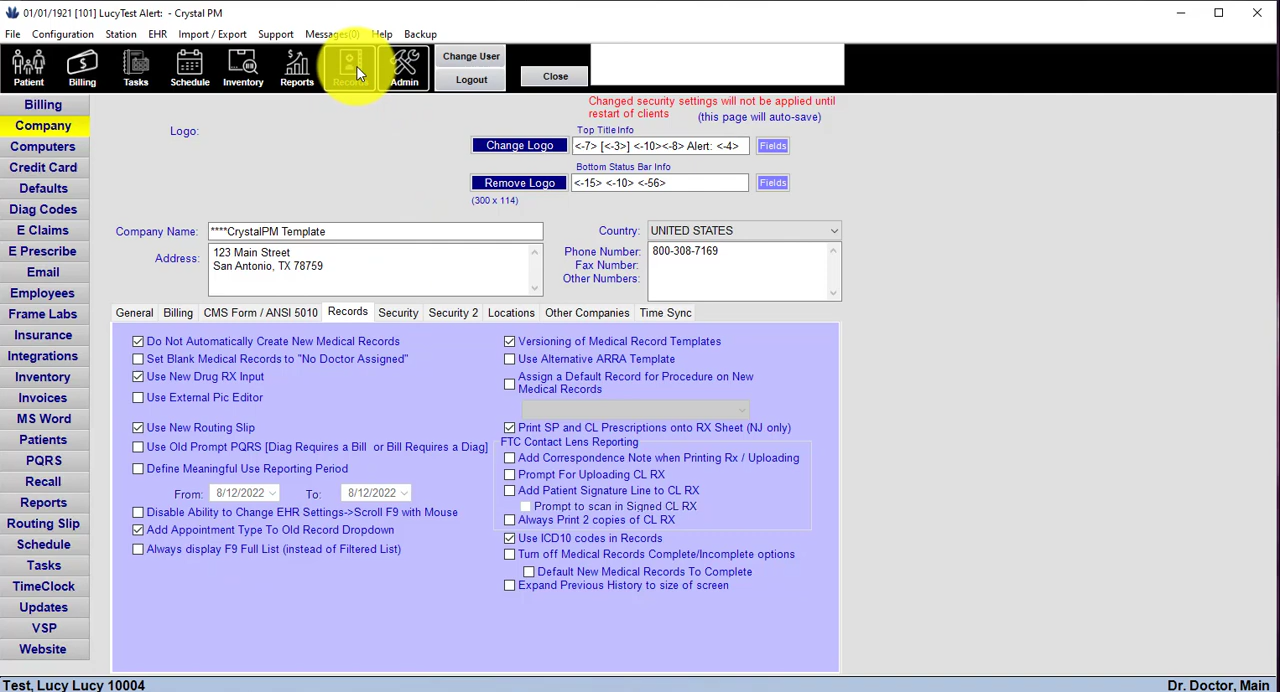 01/01/1921 [101] LucyTest Alert:  - Crystal PM
File Configuration Station EHR Import / Export Support Messages(0) Help Backup
Patient Billing Tasks Schedule Inventory Reports Records Admin
Change User
Logout
Close
Billing
Company
Computers
Credit Card
Defaults
Diag Codes
E Claims
E Prescribe
Email
Employees
Frame Labs
Insurance
Integrations
Inventory
Invoices
MS Word
Patients
PQRS
Recall
Reports
Routing Slip
Schedule
Tasks
TimeClock
Updates
VSP
Website
Logo:
Changed security settings will not be applied until
restart of clients
(this page will auto-save)
Top Title Info
Change Logo <-7> [<-3>] <-10><-8> Alert: <-4> Fields
Bottom Status Bar Info
Remove Logo <-15> <-10> <-56> Fields
(300 x 114)
Company Name: ****CrystalPM Template
Country: UNITED STATES
Address: 123 Main Street
San Antonio, TX 78759
Phone Number: 800-308-7169
Fax Number:
Other Numbers:
General Billing CMS Form / ANSI 5010 Records Security Security 2 Locations Other Companies Time Sync
Do Not Automatically Create New Medical Records
Set Blank Medical Records to "No Doctor Assigned"
Use New Drug RX Input
Use External Pic Editor
Use New Routing Slip
Use Old Prompt PQRS [Diag Requires a Bill  or Bill Requires a Diag]
Define Meaningful Use Reporting Period
From: 8/12/2022 To: 8/12/2022
Disable Ability to Change EHR Settings->Scroll F9 with Mouse
Add Appointment Type To Old Record Dropdown
Always display F9 Full List (instead of Filtered List)
Versioning of Medical Record Templates
Use Alternative ARRA Template
Assign a Default Record for Procedure on New
Medical Records
Print SP and CL Prescriptions onto RX Sheet (NJ only)
FTC Contact Lens Reporting
Add Correspondence Note when Printing Rx / Uploading
Prompt For Uploading CL RX
Add Patient Signature Line to CL RX
Prompt to scan in Signed CL RX
Always Print 2 copies of CL RX
Use ICD10 codes in Records
Turn off Medical Records Complete/Incomplete options
Default New Medical Records To Complete
Expand Previous History to size of screen
Test, Lucy Lucy 10004
Dr. Doctor, Main